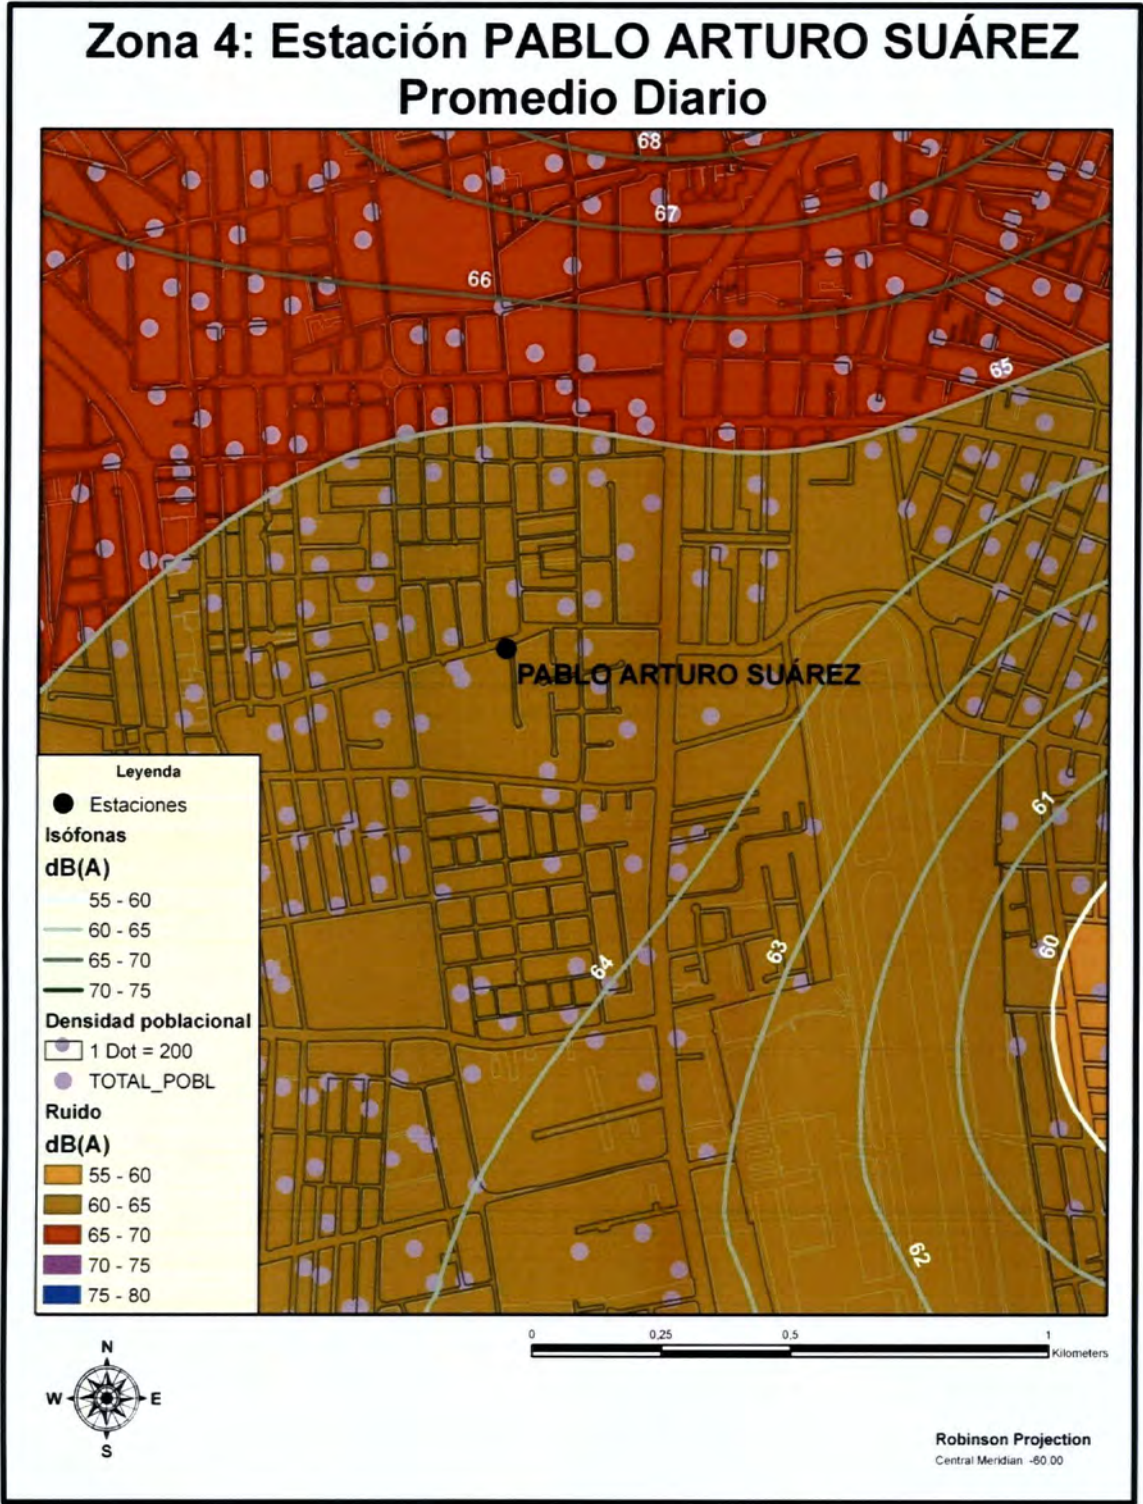 Zona 4: Estación PABLO ARTURO SUÁREZ
Promedio Diario
68
67
66
65
PABLO ARTURO SUÁREZ
61
60
64
63
62
Leyenda
Estaciones
Isófonas
dB(A)
55 - 60
60 - 65
65 - 70
70 - 75
Densidad poblacional
1 Dot = 200
TOTAL_POBL
Ruido
dB(A)
55 - 60
60 - 65
65 - 70
70 - 75
75 - 80
N
W E
S
0 0,25 0,5 1
Kilometers
Robinson Projection
Central Meridian -60.00